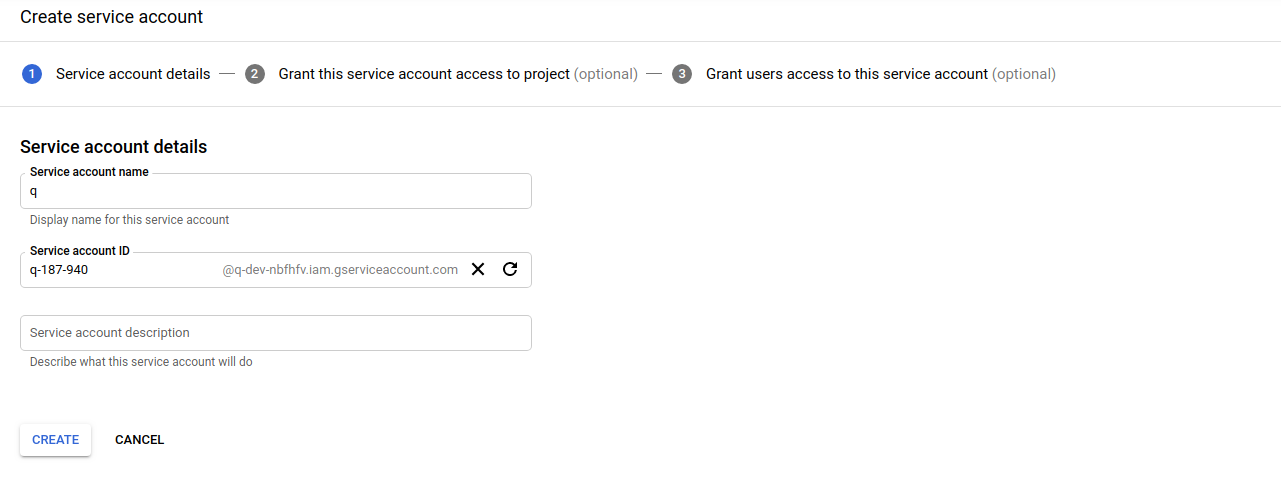 Create service account
1 Service account details — 2 Grant this service account access to project (optional) — 3 Grant users access to this service account (optional)
Service account details
Service account name
q
Display name for this service account
Service account ID
q-187-940 @q-dev-nbfhfv.iam.gserviceaccount.com
Service account description
Describe what this service account will do
CREATE CANCEL